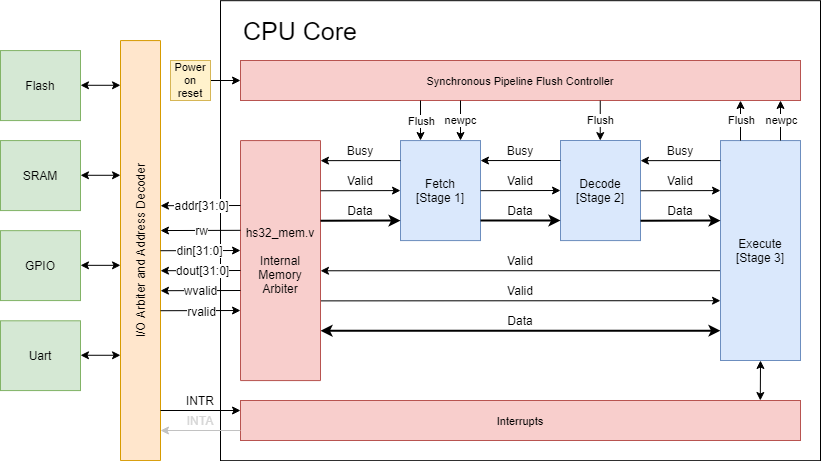 CPU Core
Power
on
reset
Synchronous Pipeline Flush Controller
Flash
SRAM
GPIO
Uart
I/O Arbiter and Address Decoder
Flush
newpc
Flush
Flush
newpc
addr[31:0]
rw
din[31:0]
dout[31:0]
wvalid
rvalid
hs32_mem.v
Internal
Memory
Arbiter
Busy
Valid
Data
Fetch
[Stage 1]
Busy
Valid
Data
Decode
[Stage 2]
Busy
Valid
Data
Execute
[Stage 3]
Valid
Valid
Data
INTR
INTA
Interrupts